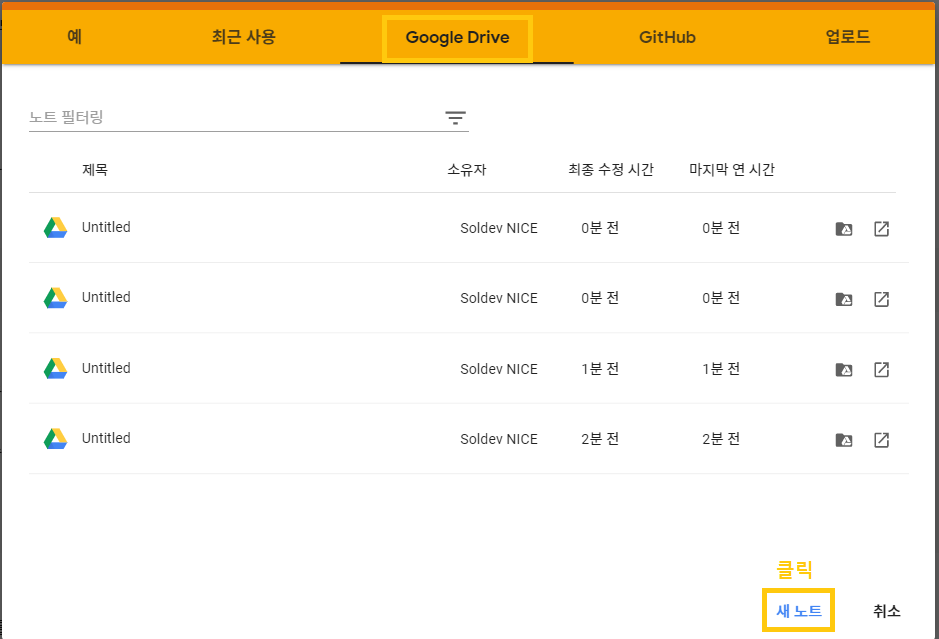 예 최근 사용 Google Drive GitHub 업로드
노트 필터링
제목 소유자 최종 수정 시간 마지막 연 시간
Untitled Soldev NICE 0분 전 0분 전
Untitled Soldev NICE 0분 전 0분 전
Untitled Soldev NICE 1분 전 1분 전
Untitled Soldev NICE 2분 전 2분 전
클릭
새 노트 취소